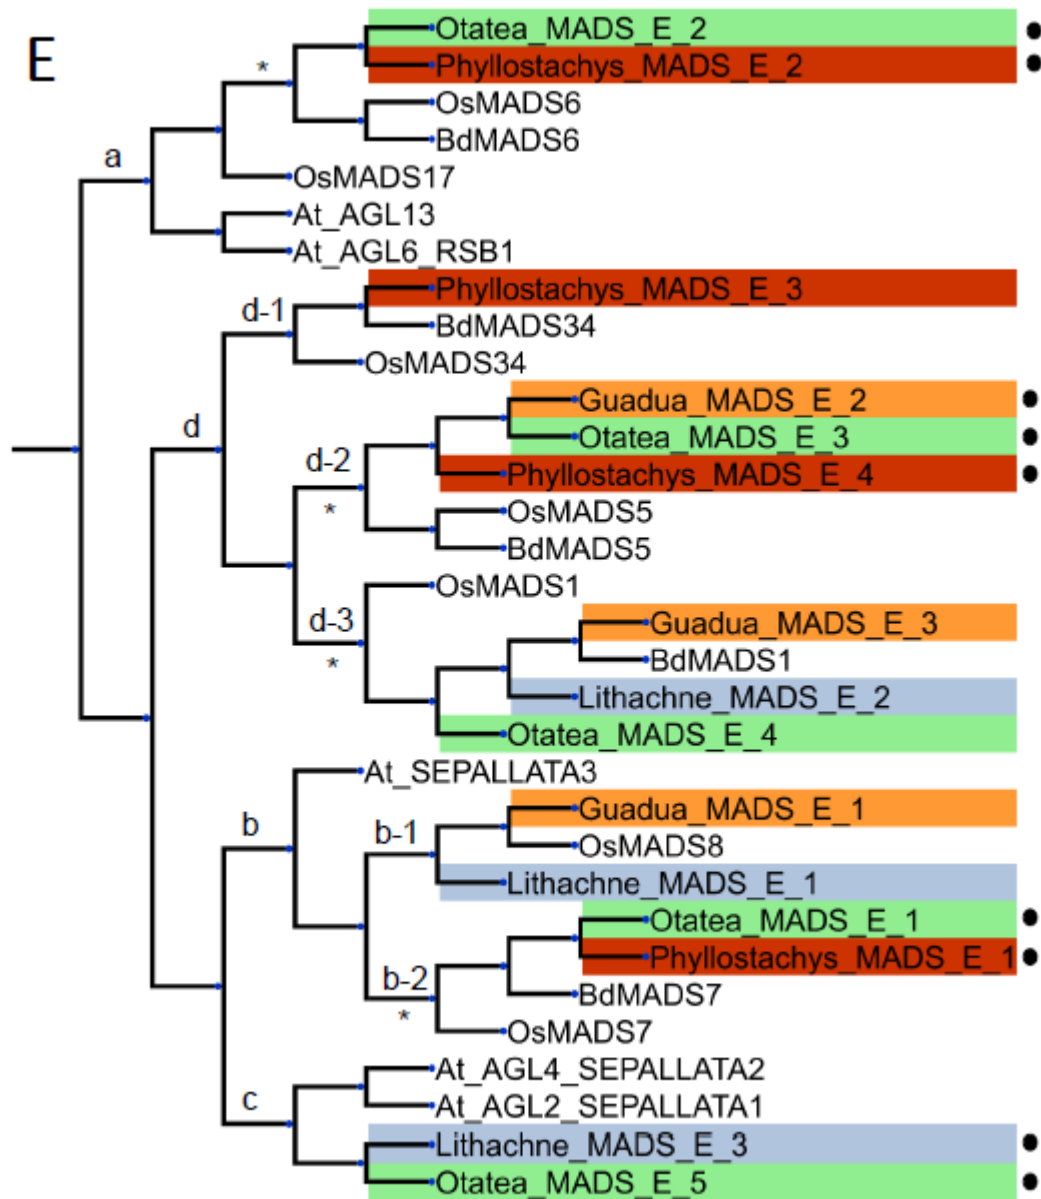 E
Otatea_MADS_E_2
Phyllostachys_MADS_E_2
*
OsMADS6
BdMADS6
a
OsMADS17
At_AGL13
At_AGL6_RSB1
Phyllostachys_MADS_E_3
d-1
BdMADS34
OsMADS34
Guadua_MADS_E_2
d
Otatea_MADS_E_3
d-2
Phyllostachys_MADS_E_4
*
OsMADS5
BdMADS5
OsMADS1
d-3
Guadua_MADS_E_3
*
BdMADS1
Lithachne_MADS_E_2
Otatea_MADS_E_4
At_SEPALLATA3
Guadua_MADS_E_1
b
b-1
OsMADS8
Lithachne_MADS_E_1
Otatea_MADS_E_1
Phyllostachys_MADS_E_1
b-2
BdMADS7
*
OsMADS7
At_AGL4_SEPALLATA2
c
At_AGL2_SEPALLATA1
Lithachne_MADS_E_3
Otatea_MADS_E_5